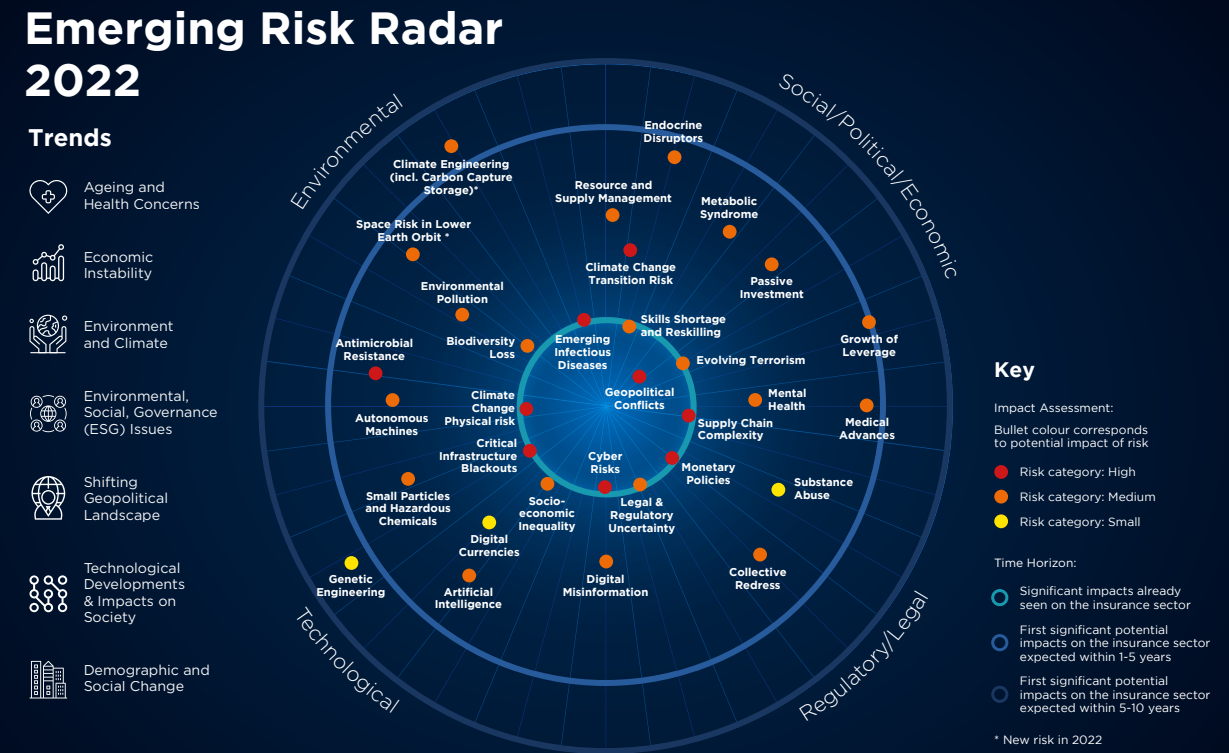 Emerging Risk Radar
2022
Trends
Ageing and
Health Concerns
Economic
Instability
Environment
and Climate
Environmental,
Social, Governance
(ESG) Issues
Shifting
Geopolitical
Landscape
Technological
Developments
& Impacts on
Society
Demographic and
Social Change
Environmental
Social/Political/Economic
Technological
Regulatory/Legal
Endocrine
Disruptors
Climate Engineering
(incl. Carbon Capture
Storage)*
Resource and
Supply Management
Metabolic
Syndrome
Space Risk in Lower
Earth Orbit *
Climate Change
Transition Risk
Passive
Investment
Environmental
Pollution
Skills Shortage
and Reskilling
Growth of
Leverage
Antimicrobial
Resistance
Biodiversity
Loss
Emerging
Infectious
Diseases
Evolving Terrorism
Geopolitical
Conflicts
Mental
Health
Climate
Change
Physical risk
Autonomous
Machines
Supply Chain
Complexity
Medical
Advances
Critical
Infrastructure
Blackouts
Cyber
Risks
Monetary
Policies
Substance
Abuse
Small Particles
and Hazardous
Chemicals
Socio-
economic
Inequality
Legal &
Regulatory
Uncertainty
Digital
Currencies
Genetic
Engineering
Artificial
Intelligence
Digital
Misinformation
Collective
Redress
Key
Impact Assessment:
Bullet colour corresponds
to potential impact of risk
Risk category: High
Risk category: Medium
Risk category: Small
Time Horizon:
Significant impacts already
seen on the insurance sector
First significant potential
impacts on the insurance sector
expected within 1-5 years
First significant potential
impacts on the insurance sector
expected within 5-10 years
* New risk in 2022